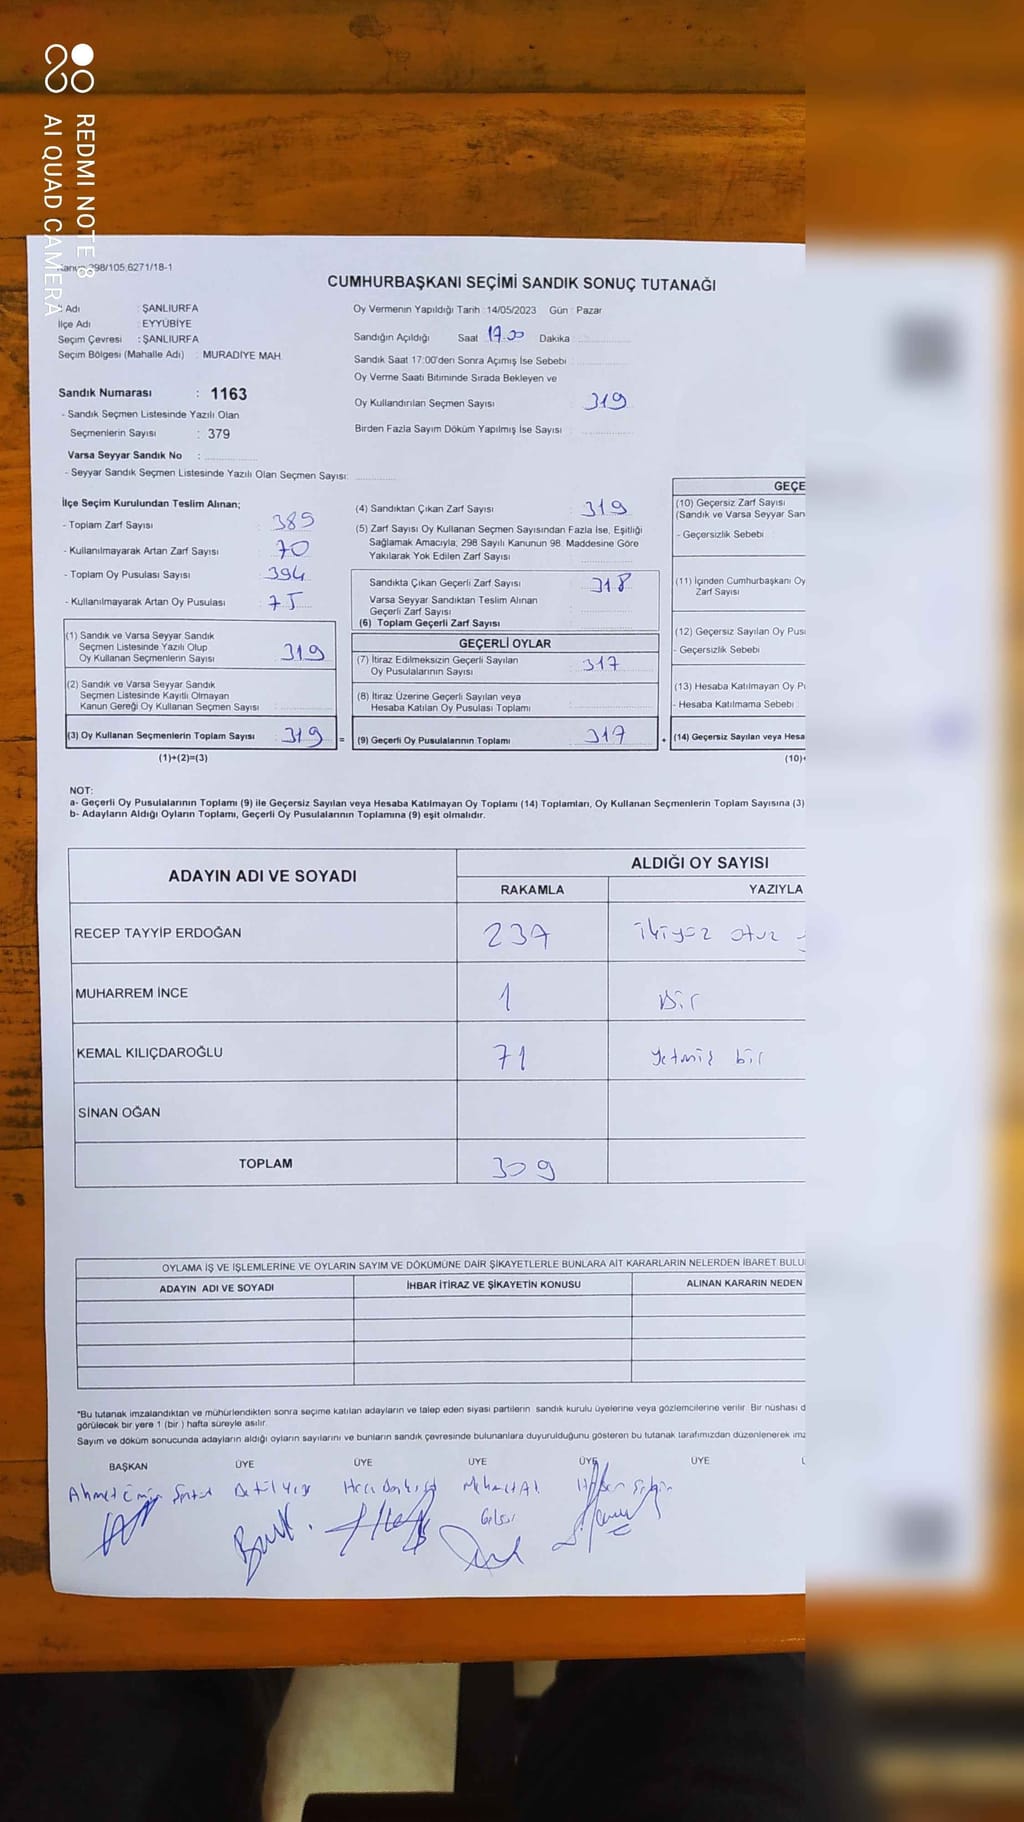 REDMI NOTE 8
AI QUAD CAMERA
298/105,6271/18-1
CUMHURBAŞKANI SEÇİMİ SANDIK SONUÇ TUTANAĞI
İl Adı : ŞANLIURFA
İlçe Adı : EYYÜBİYE
Seçim Çevresi : ŞANLIURFA
Seçim Bölgesi (Mahalle Adı) : MURADİYE MAH.
Sandık Numarası : 1163
- Sandık Seçmen Listesinde Yazılı Olan
Seçmenlerin Sayısı : 379
Varsa Seyyar Sandık No :
- Seyyar Sandık Seçmen Listesinde Yazılı Olan Seçmen Sayısı:
Oy Vermenin Yapıldığı Tarih : 14/05/2023 Gün : Pazar
Sandığın Açıldığı Saat 17.00 Dakika
Sandık Saat 17:00'den Sonra Açımış İse Sebebi
Oy Verme Saati Bitiminde Sırada Bekleyen ve
Oy Kullandırılan Seçmen Sayısı 319
Birden Fazla Sayım Döküm Yapılmış İse Sayısı
İlçe Seçim Kurulundan Teslim Alınan;
- Toplam Zarf Sayısı : 389
- Kullanılmayarak Artan Zarf Sayısı : 70
- Toplam Oy Pusulası Sayısı : 394
- Kullanılmayarak Artan Oy Pusulası : 75
(1) Sandık ve Varsa Seyyar Sandık
Seçmen Listesinde Yazılı Olup
Oy Kullanan Seçmenlerin Sayısı 319
(2) Sandık ve Varsa Seyyar Sandık
Seçmen Listesinde Kayıtlı Olmayan
Kanun Gereği Oy Kullanan Seçmen Sayısı :
(3) Oy Kullanan Seçmenlerin Toplam Sayısı : 319 =
(1)+(2)=(3)
(4) Sandıktan Çıkan Zarf Sayısı : 319
(5) Zarf Sayısı Oy Kullanan Seçmen Sayısından Fazla İse, Eşitliği
Sağlamak Amacıyla; 298 Sayılı Kanunun 98. Maddesine Göre
Yakılarak Yok Edilen Zarf Sayısı
Sandıkta Çıkan Geçerli Zarf Sayısı : 318
Varsa Seyyar Sandıktan Teslim Alınan
Geçerli Zarf Sayısı
(6) Toplam Geçerli Zarf Sayısı
GEÇERLİ OYLAR
(7) İtiraz Edilmeksizin Geçerli Sayılan
Oy Pusulalarının Sayısı : 317
(8) İtiraz Üzerine Geçerli Sayılan veya
Hesaba Katılan Oy Pusulası Toplamı
(9) Geçerli Oy Pusulalarının Toplamı : 317 +
GEÇE
(10) Geçersiz Zarf Sayısı
(Sandık ve Varsa Seyyar San
- Geçersizlik Sebebi
(11) İçinden Cumhurbaşkanı Oy
Zarf Sayısı
(12) Geçersiz Sayılan Oy Pus
- Geçersizlik Sebebi
(13) Hesaba Katılmayan Oy P
- Hesaba Katılmama Sebebi
(14) Geçersiz Sayılan veya Hesa
(10)+
NOT:
a- Geçerli Oy Pusulalarının Toplamı (9) ile Geçersiz Sayılan veya Hesaba Katılmayan Oy Toplamı (14) Toplamları, Oy Kullanan Seçmenlerin Toplam Sayısına (3)
b- Adayların Aldığı Oyların Toplamı, Geçerli Oy Pusulalarının Toplamına (9) eşit olmalıdır.
ADAYIN ADI VE SOYADI
ALDIĞI OY SAYISI
RAKAMLA YAZIYLA
RECEP TAYYİP ERDOĞAN 237 ikiyüz otuz
MUHARREM İNCE 1 Bir
KEMAL KILIÇDAROĞLU 71 yetmiş bir
SİNAN OĞAN
TOPLAM 309
OYLAMA İŞ VE İŞLEMLERİNE VE OYLARIN SAYIM VE DÖKÜMÜNE DAİR ŞİKAYETLERLE BUNLARA AİT KARARLARIN NELERDEN İBARET BULU
ADAYIN ADI VE SOYADI İHBAR İTİRAZ VE ŞİKAYETİN KONUSU ALINAN KARARIN NEDEN
"Bu tutanak imzalandıktan ve mühürlendikten sonra seçime katılan adayların ve talep eden siyasi partilerin sandık kurulu üyelerine veya gözlemcilerine verilir. Bir nüshası d
görülecek bir yere 1 (bir ) hafta süreyle asılır.
Sayım ve döküm sonucunda adayların aldığı oyların sayılarını ve bunların sandık çevresinde bulunanlara duyurulduğunu gösteren bu tutanak tarafımızdan düzenlenerek imz
BAŞKAN ÜYE ÜYE ÜYE ÜYE ÜYE
Ahmet Emin Mehmet Al.